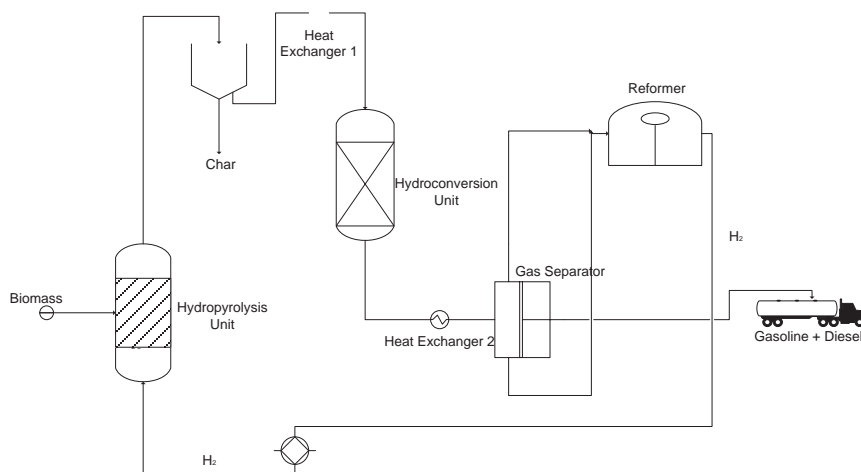 Heat
Exchanger 1
Reformer
Char
Hydroconversion
Unit
H₂
Gas Separator
Biomass
Hydropyrolysis
Unit
Heat Exchanger 2
Gasoline + Diesel
H₂